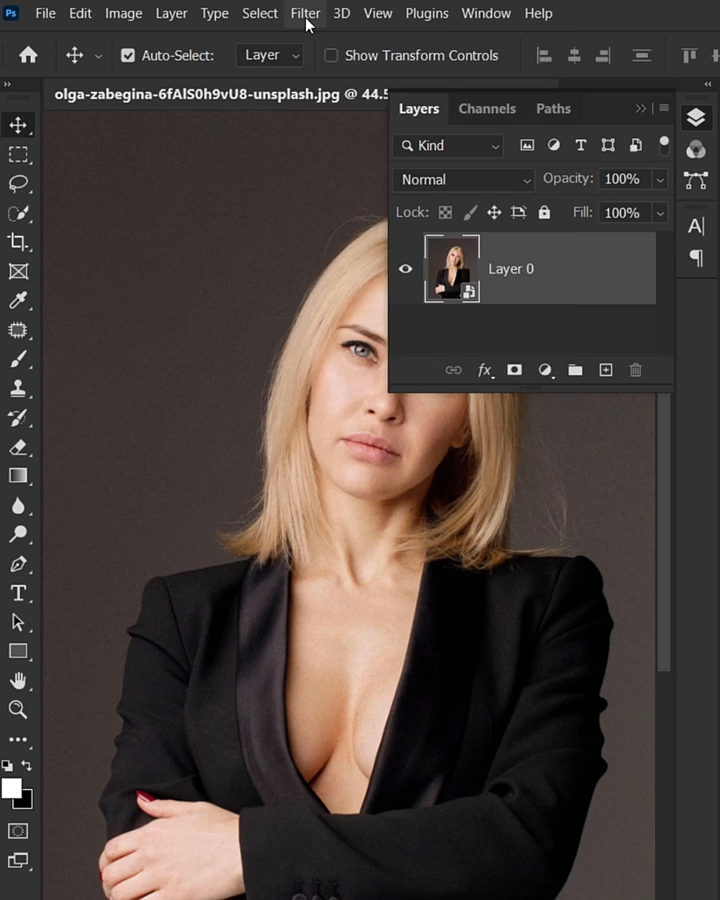 Ps File Edit Image Layer Type Select Filter 3D View Plugins Window Help
Auto-Select: Layer Show Transform Controls
olga-zabegina-6fAlS0h9vU8-unsplash.jpg @ 44.5
Layers Channels Paths
Kind
Normal Opacity: 100%
Lock: Fill: 100%
Layer 0
fx